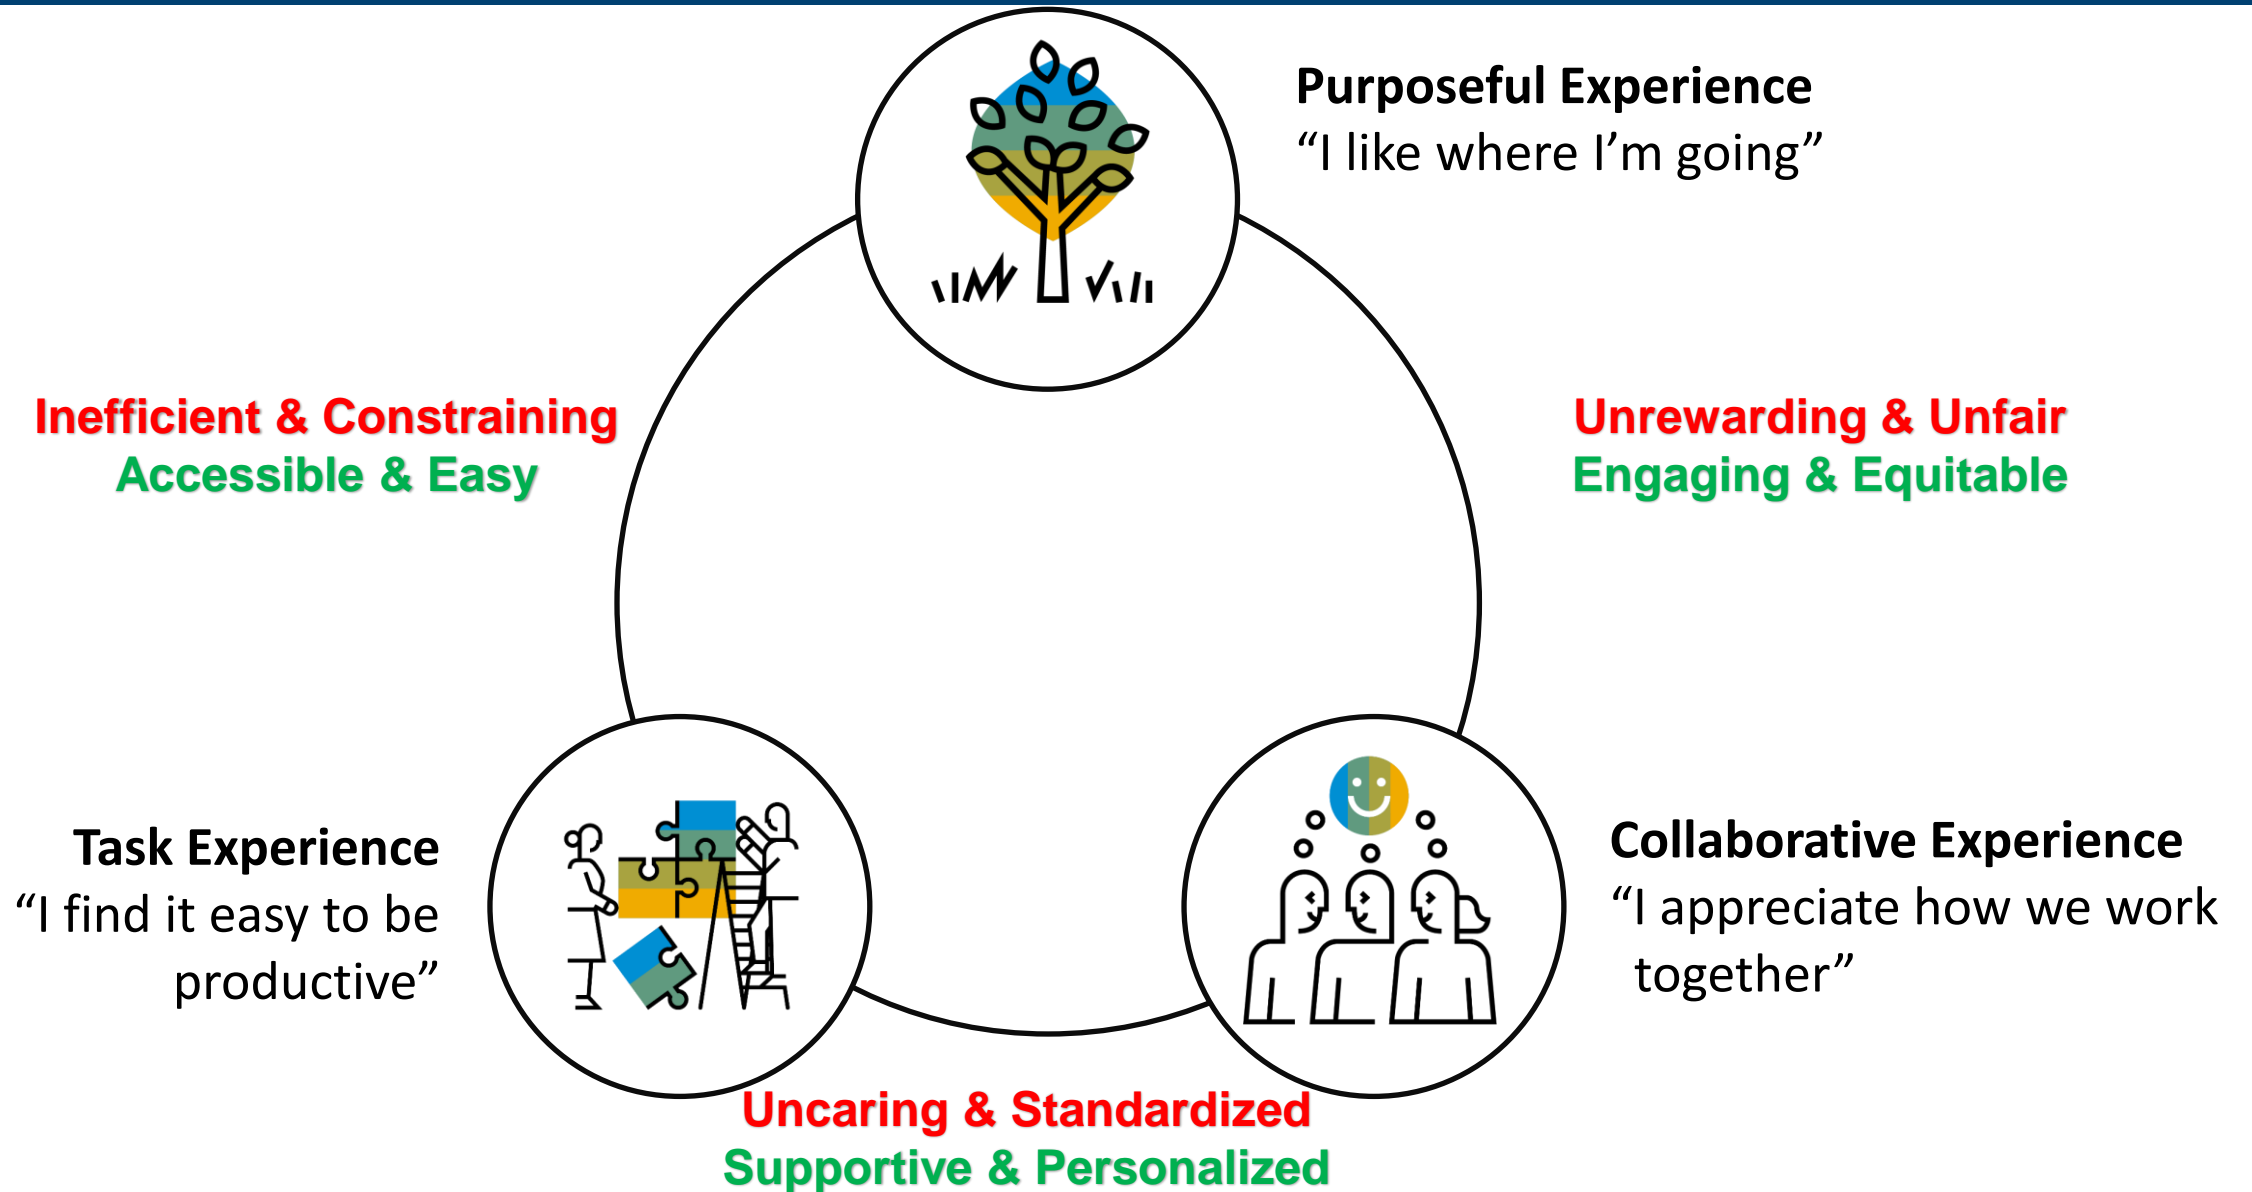 Purposeful Experience
“I like where I’m going”
Inefficient & Constraining
Accessible & Easy
Unrewarding & Unfair
Engaging & Equitable
Task Experience
“I find it easy to be
productive”
Collaborative Experience
“I appreciate how we work
together”
Uncaring & Standardized
Supportive & Personalized